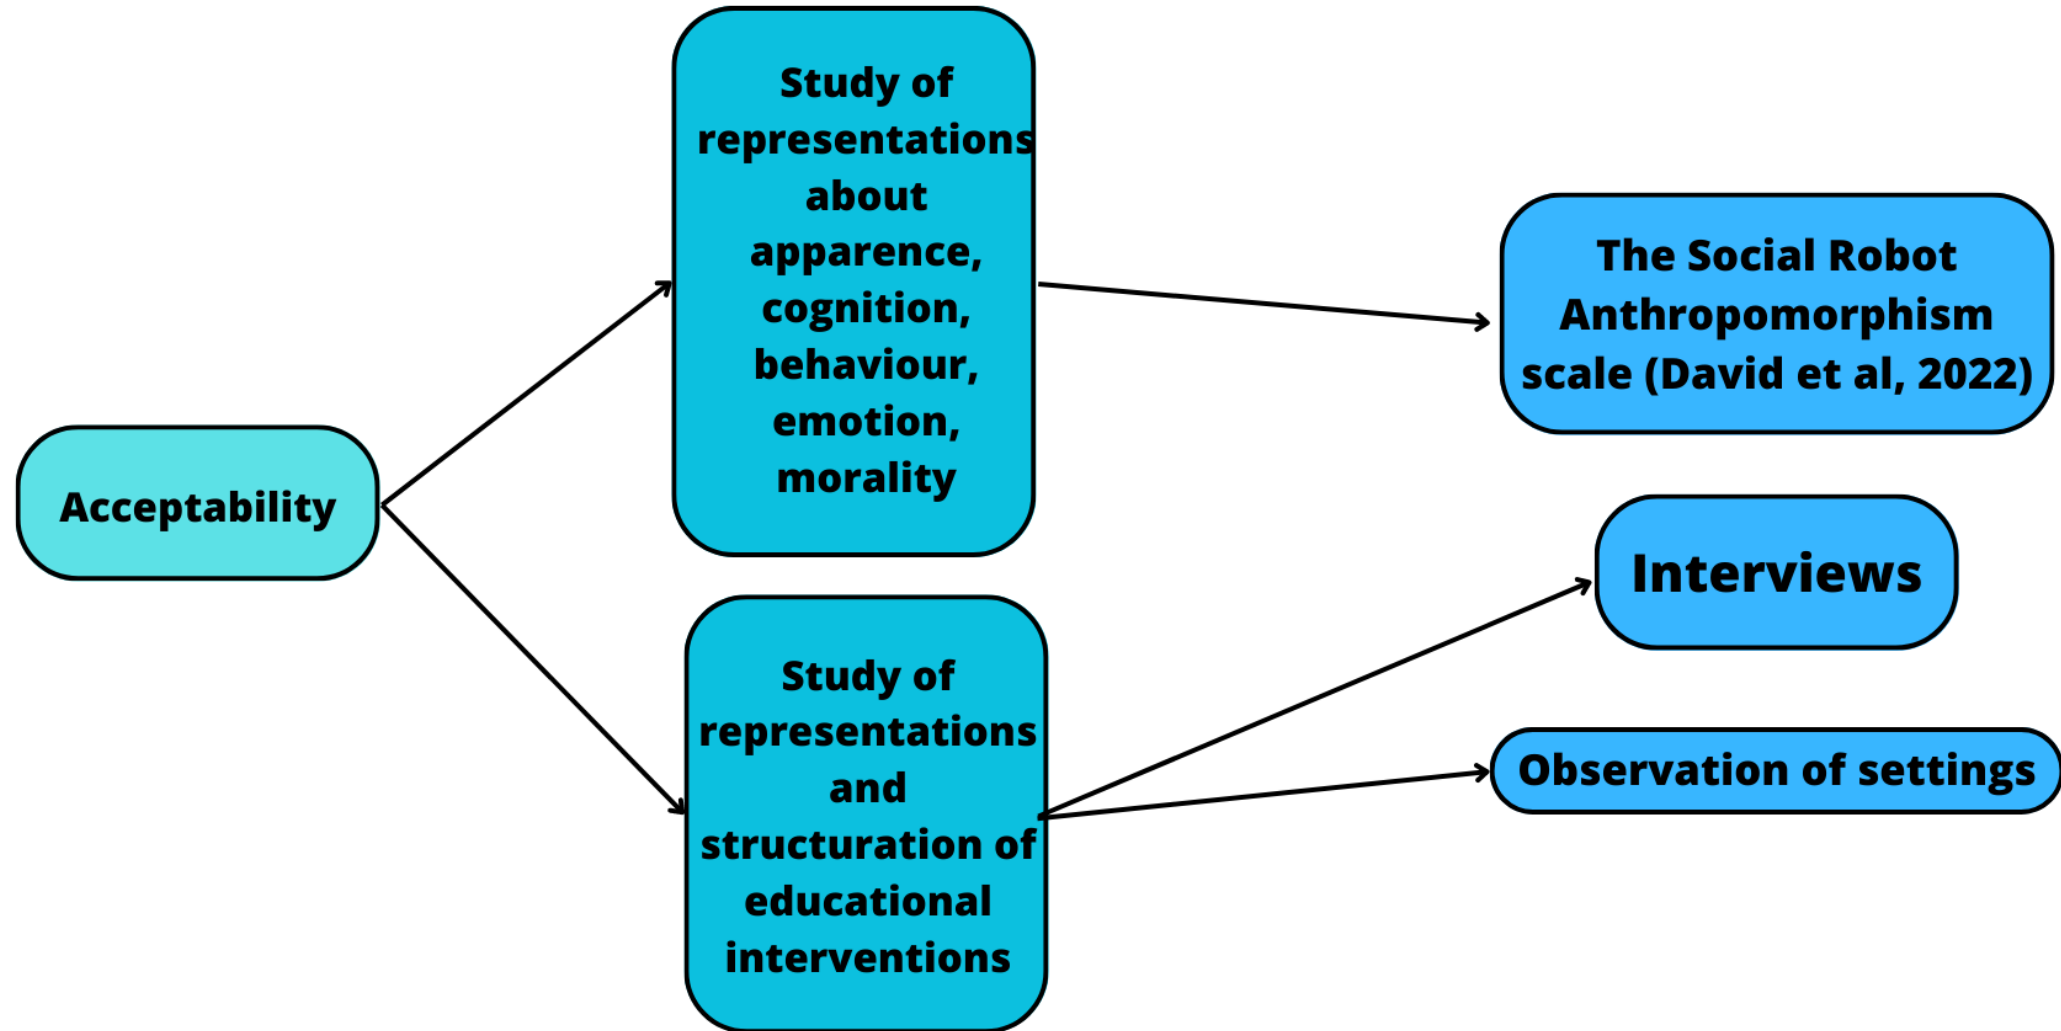 Study of
representations
about
apparence,
cognition,
behaviour,
emotion,
morality
The Social Robot
Anthropomorphism
scale (David et al, 2022)
Acceptability
Interviews
Study of
representations
and
structuration of
educational
interventions
Observation of settings